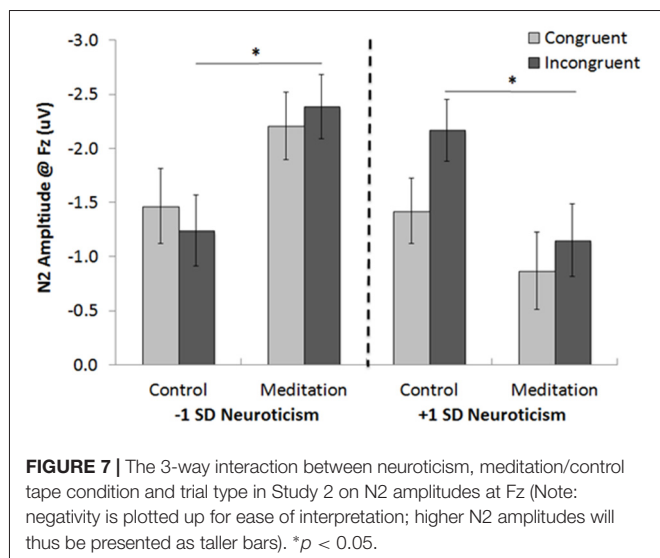 -3.0
-2.5
-2.0
-1.5
-1.0
-0.5
0.0
N2 Ampltiude @ Fz (uV)
*
*
Congruent
Incongruent
Control Meditation Control Meditation
-1 SD Neuroticism +1 SD Neuroticism
FIGURE 7 | The 3-way interaction between neuroticism, meditation/control
tape condition and trial type in Study 2 on N2 amplitudes at Fz (Note:
negativity is plotted up for ease of interpretation; higher N2 amplitudes will
thus be presented as taller bars). *p < 0.05.